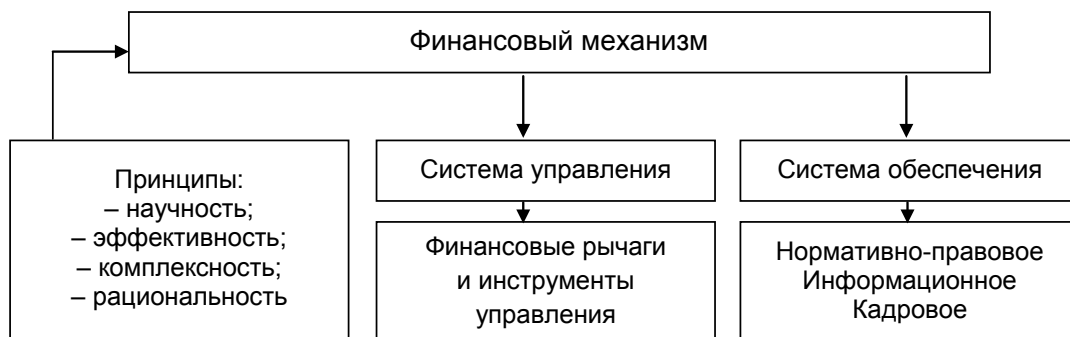 Финансовый механизм
Принципы:
– научность;
– эффективность;
– комплексность;
– рациональность
Система управления
Финансовые рычаги
и инструменты
управления
Система обеспечения
Нормативно-правовое
Информационное
Кадровое